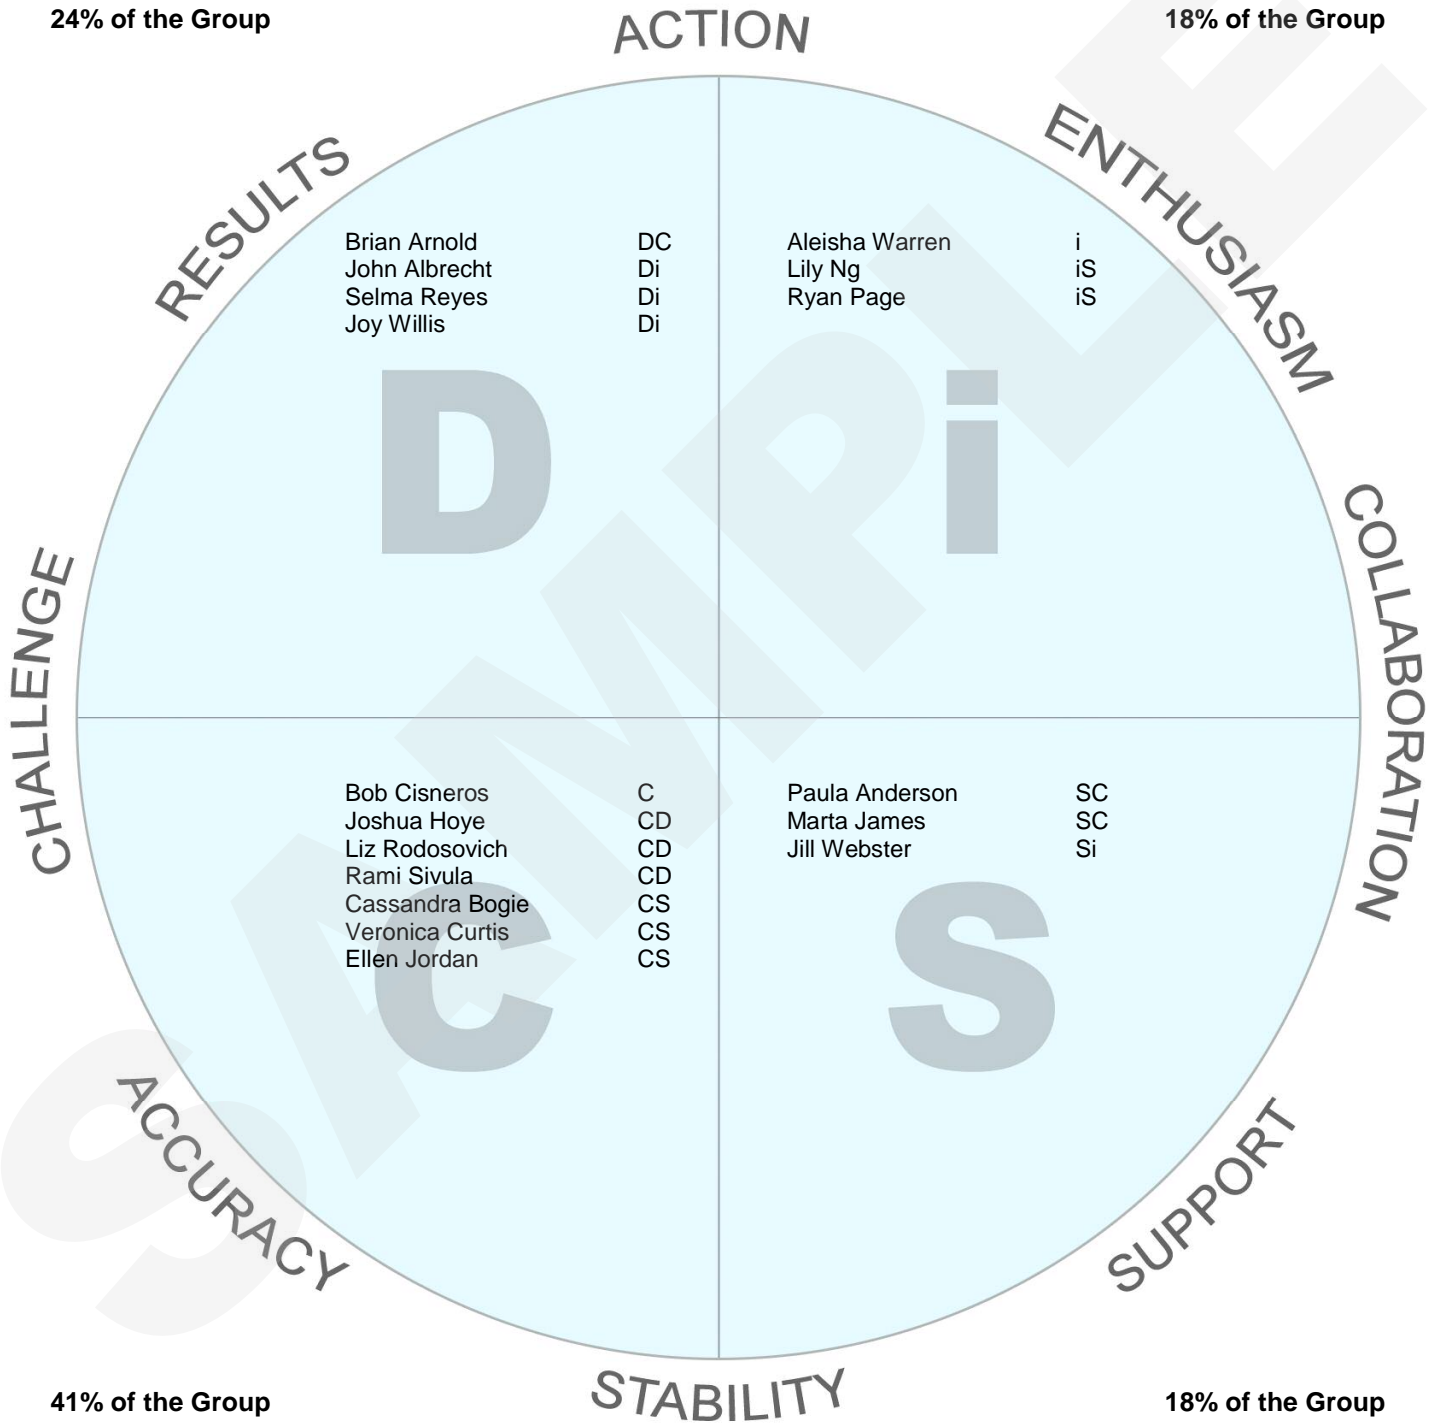 24% of the Group
18% of the Group
ACTION
RESULTS
ENTHUSIASM
Brian Arnold DC
John Albrecht Di
Selma Reyes Di
Joy Willis Di
Aleisha Warren i
Lily Ng iS
Ryan Page iS
D
i
CHALLENGE
COLLABORATION
Bob Cisneros C
Joshua Hoye CD
Liz Rodosovich CD
Rami Sivula CD
Cassandra Bogie CS
Veronica Curtis CS
Ellen Jordan CS
Paula Anderson SC
Marta James SC
Jill Webster Si
C
S
ACCURACY
SUPPORT
STABILITY
41% of the Group
18% of the Group
SAMPLE